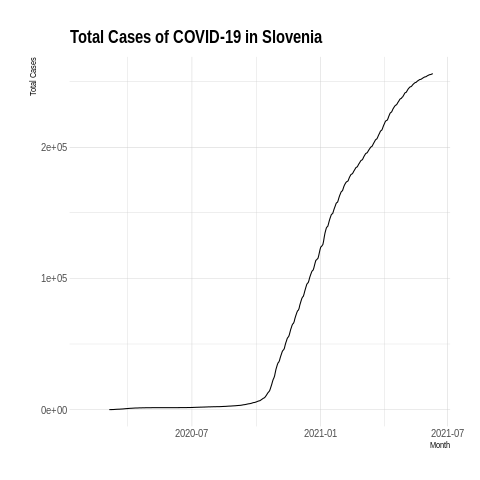 Total Cases of COVID-19 in Slovenia
Total Cases
2e+05
1e+05
0e+00
2020-07
2021-01
2021-07
Month